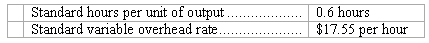 Standard hours per unit of output................... 0.6 hours
Standard variable overhead rate..................... $17.55 per hour